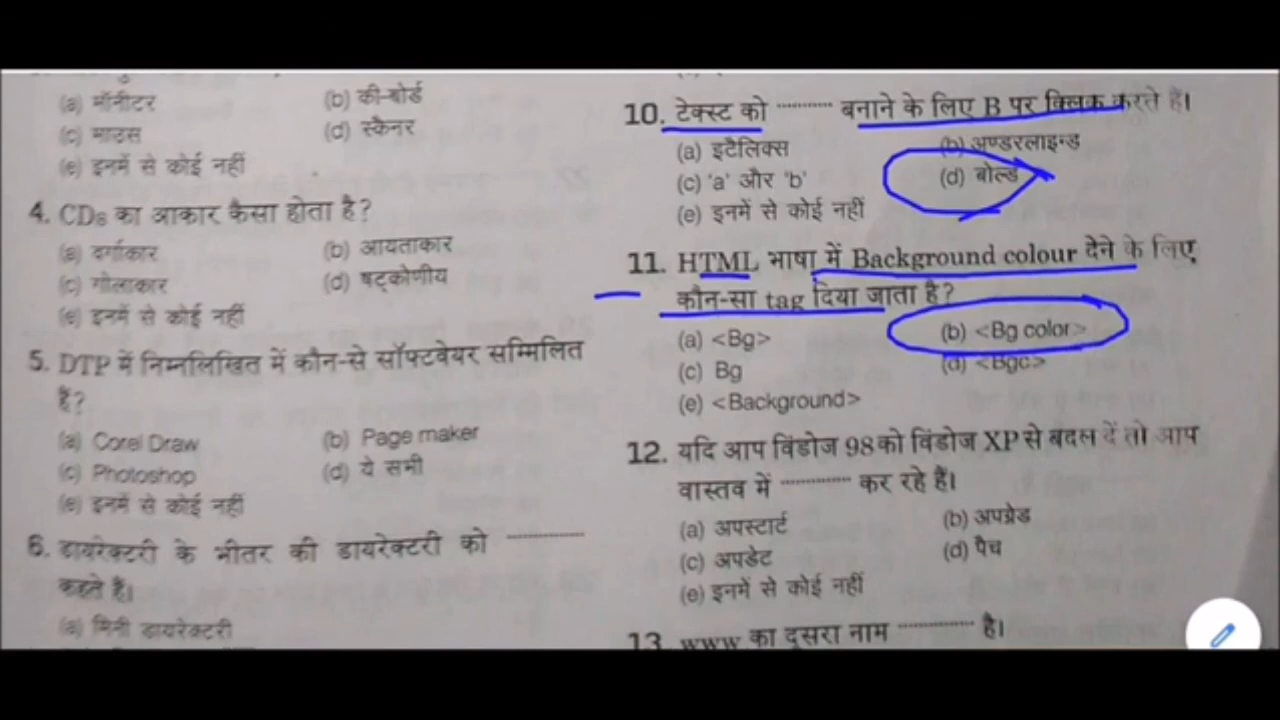 (a) मॉनीटर
(b) की-बोर्ड
(c) माउस
(d) स्कैनर
(e) इनमें से कोई नहीं
4. CDs का आकार कैसा होता है?
(a) वर्गाकार
(b) आयताकार
(c) गोलाकार
(d) षट्कोणीय
(e) इनमें से कोई नहीं
5. DTP में निम्नलिखित में कौन-से सॉफ्टवेयर सम्मिलित
हैं?
(a) Corel Draw
(b) Page maker
(c) Photoshop
(d) ये सभी
(e) इनमें से कोई नहीं
6. डायरेक्टरी के भीतर की डायरेक्टरी को ............
कहते हैं।
(a) मिनी डायरेक्टरी
10. टेक्स्ट को ............ बनाने के लिए B पर क्लिक करते हैं।
(a) इटैलिक्स
(b) अण्डरलाइन्ड
(c) 'a' और 'b'
(d) बोल्ड
(e) इनमें से कोई नहीं
11. HTML भाषा में Background colour देने के लिए
कौन-सा tag दिया जाता है?
(a) <Bg>
(b) <Bg color>
(c) Bg
(d) <Bgc>
(e) <Background>
12. यदि आप विंडोज 98 को विंडोज XP से बदल दें तो आप
वास्तव में ............ कर रहे हैं।
(a) अपस्टार्ट
(b) अपग्रेड
(c) अपडेट
(d) पैच
(e) इनमें से कोई नहीं
13. www का दूसरा नाम ............ है।